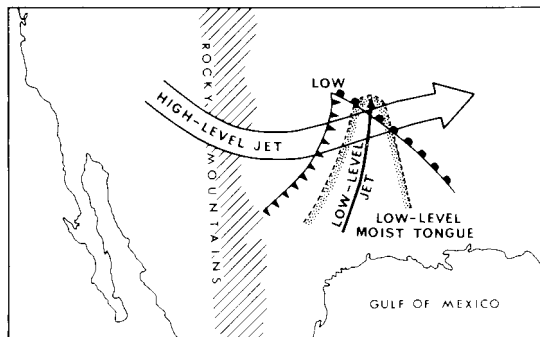 ROCKY MOUNTAINS
HIGH-LEVEL JET
LOW
LOW-LEVEL
JET
LOW-LEVEL
MOIST TONGUE
GULF OF MEXICO